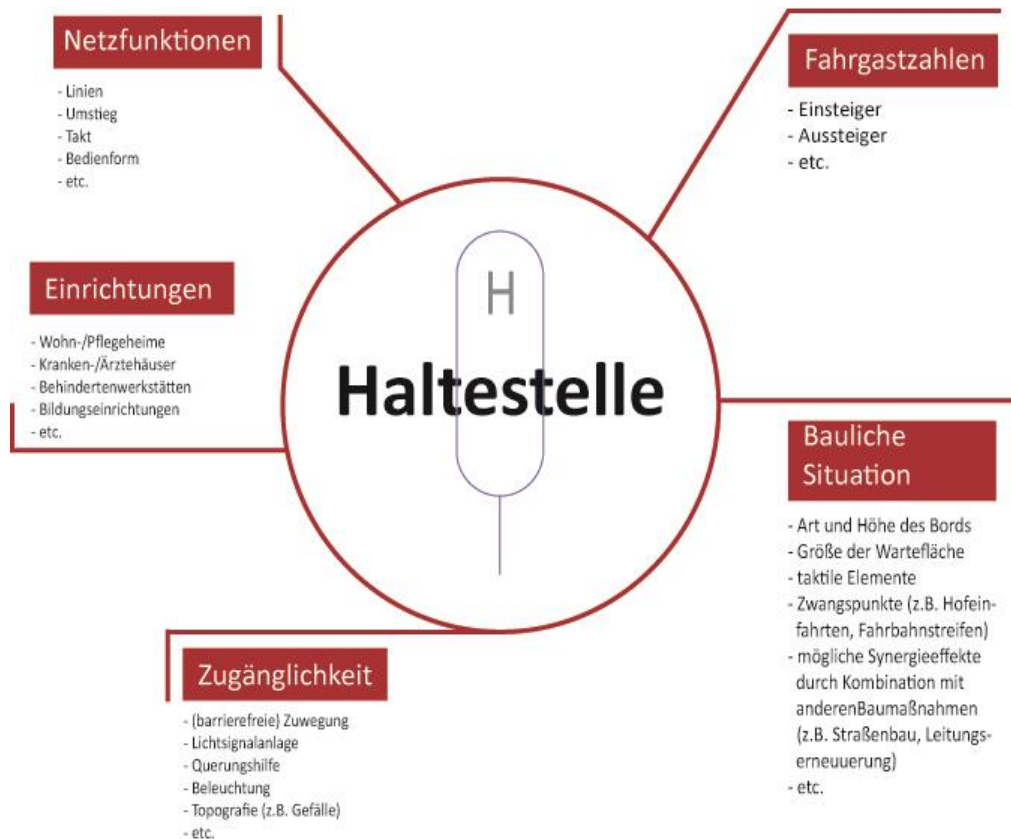 Netzfunktionen
- Linien
- Umstieg
- Takt
- Bedienform
- etc.
Fahrgastzahlen
- Einsteiger
- Aussteiger
- etc.
Einrichtungen
- Wohn-/Pflegeheime
- Kranken-/Ärztehäuser
- Behindertenwerkstätten
- Bildungseinrichtungen
- etc.
H
Haltestelle
Bauliche
Situation
- Art und Höhe des Bords
- Größe der Wartefläche
- taktile Elemente
- Zwangspunkte (z.B. Hofein-
fahrten, Fahrbahnstreifen)
- mögliche Synergieeffekte
durch Kombination mit
anderenBaumaßnahmen
(z.B. Straßenbau, Leitungs-
erneuuerung)
- etc.
Zugänglichkeit
- (barrierefreie) Zuwegung
- Lichtsignalanlage
- Querungshilfe
- Beleuchtung
- Topografie (z.B. Gefälle)
- etc.